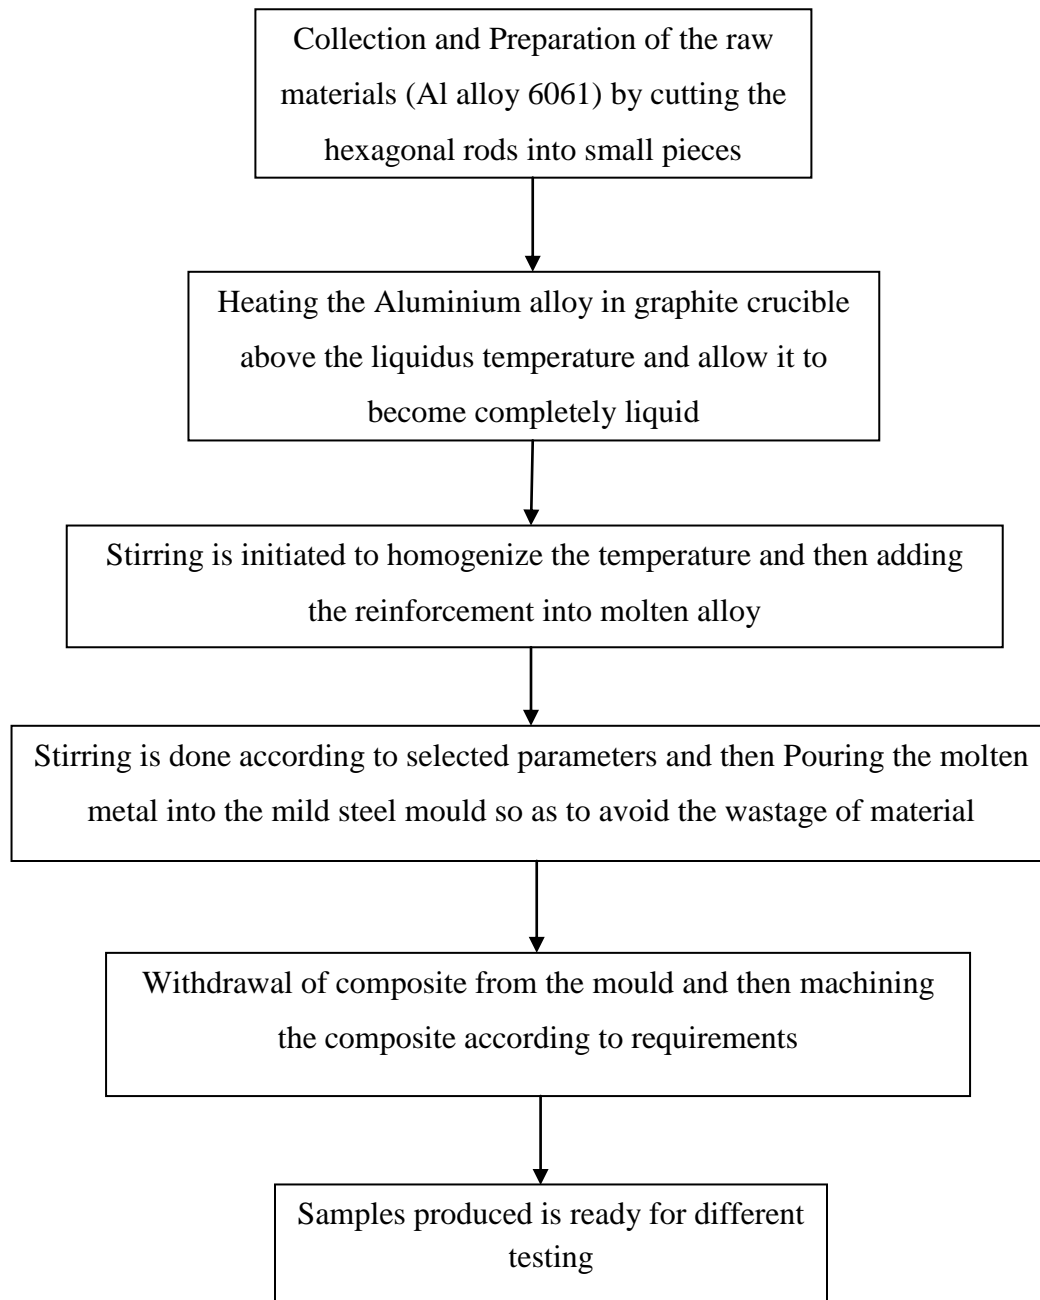 Collection and Preparation of the raw
materials (Al alloy 6061) by cutting the
hexagonal rods into small pieces
Heating the Aluminium alloy in graphite crucible
above the liquidus temperature and allow it to
become completely liquid
Stirring is initiated to homogenize the temperature and then adding
the reinforcement into molten alloy
Stirring is done according to selected parameters and then Pouring the molten
metal into the mild steel mould so as to avoid the wastage of material
Withdrawal of composite from the mould and then machining
the composite according to requirements
Samples produced is ready for different
testing